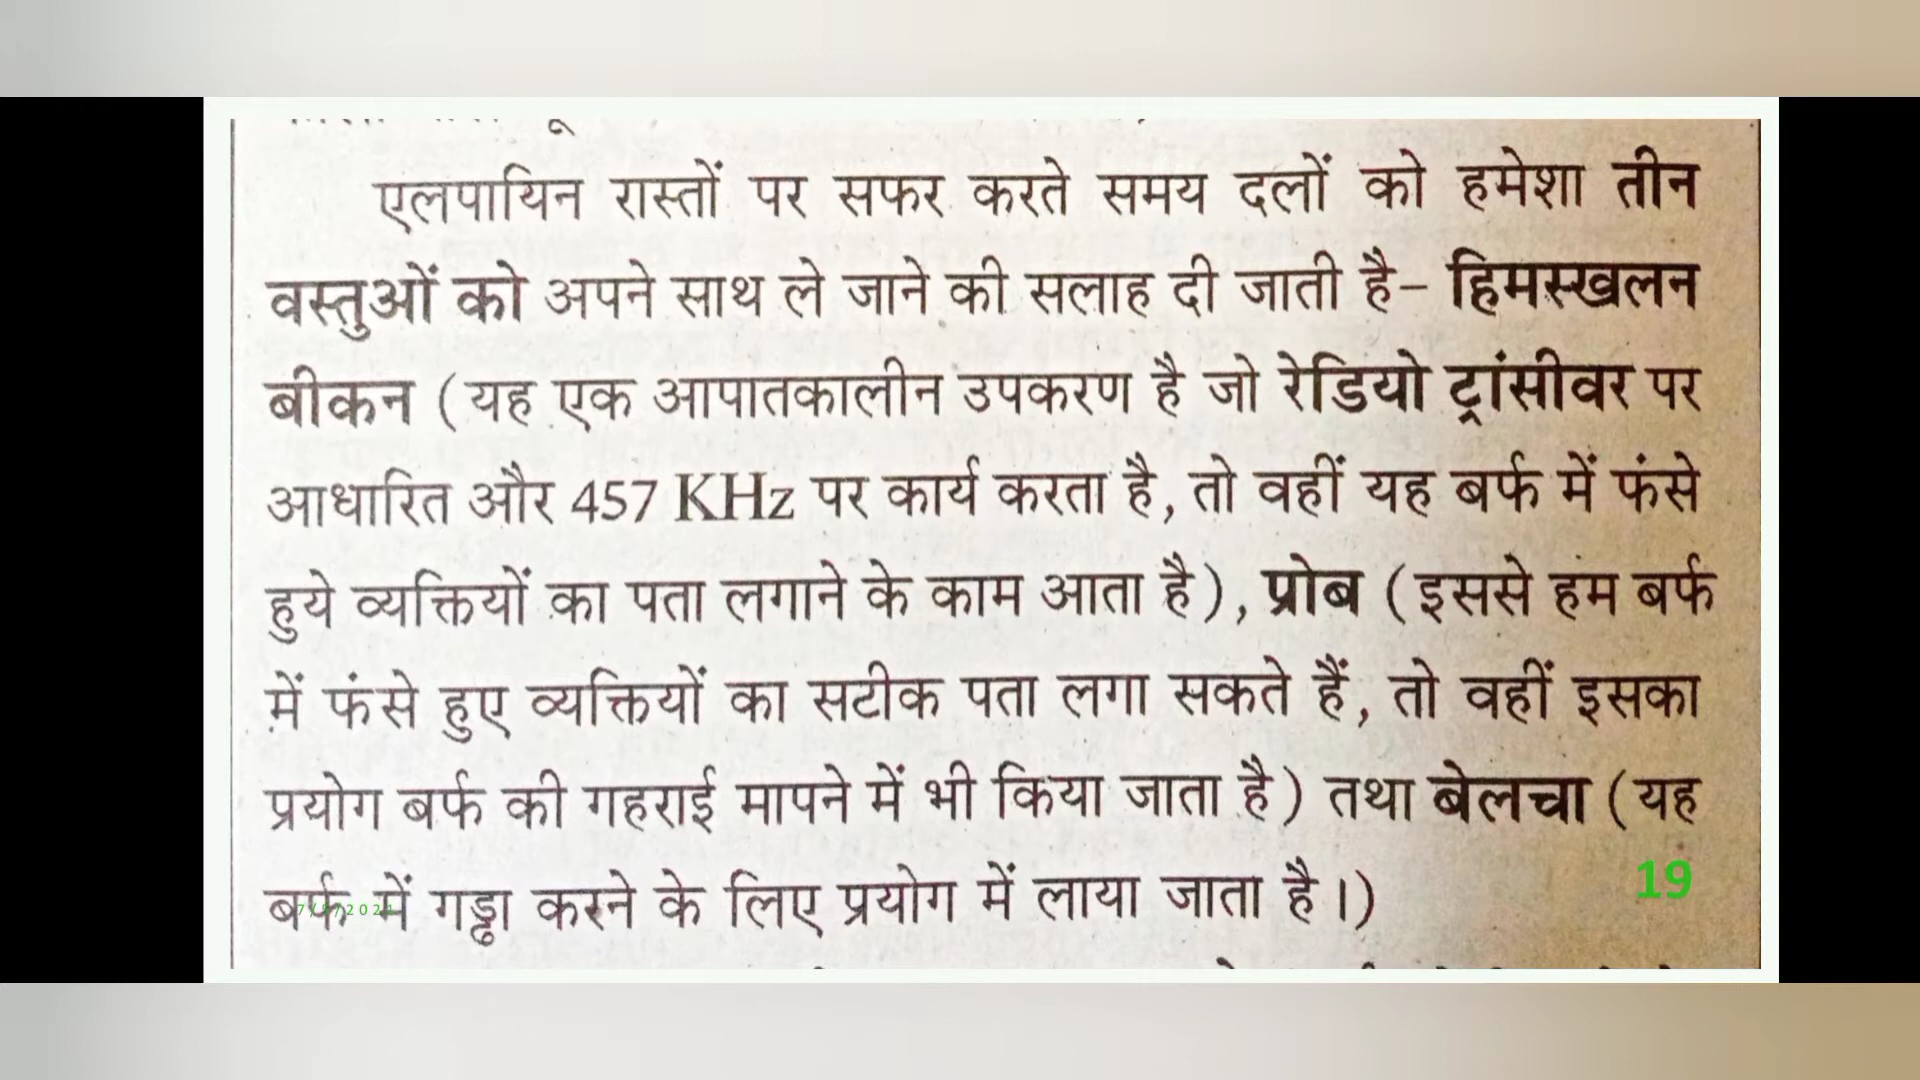 एलपायिन रास्तों पर सफर करते समय दलों को हमेशा तीन
वस्तुओं को अपने साथ ले जाने की सलाह दी जाती है– हिमस्खलन
बीकन (यह एक आपातकालीन उपकरण है जो रेडियो ट्रांसीवर पर
आधारित और 457 KHz पर कार्य करता है, तो वहीं यह बर्फ में फंसे
हुये व्यक्तियों का पता लगाने के काम आता है), प्रोब (इससे हम बर्फ
में फंसे हुए व्यक्तियों का सटीक पता लगा सकते हैं, तो वहीं इसका
प्रयोग बर्फ की गहराई मापने में भी किया जाता है) तथा बेलचा (यह
बर्फ में गड्ढा करने के लिए प्रयोग में लाया जाता है।)
19